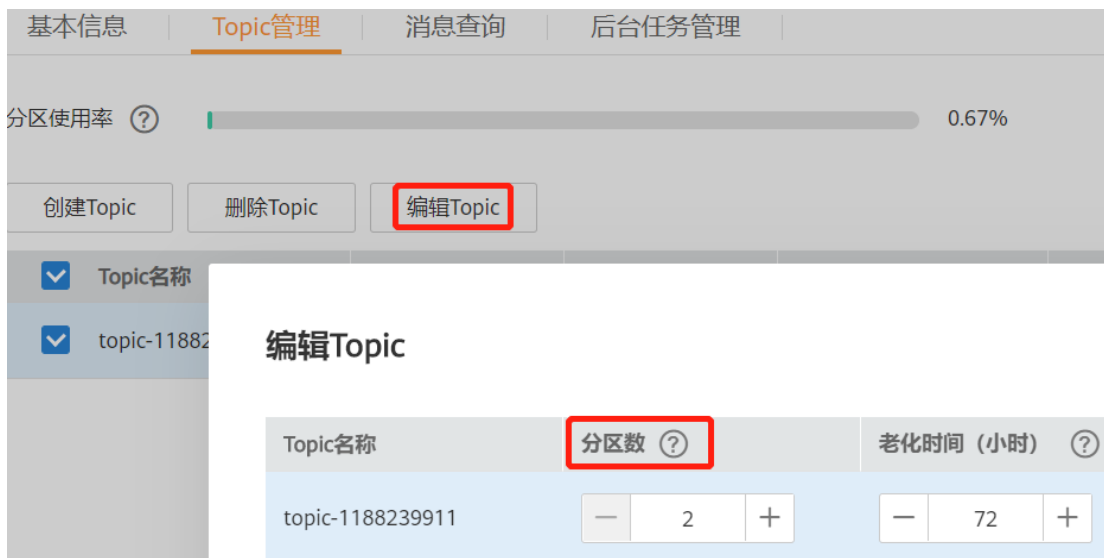 基本信息 Topic管理 消息查询 后台任务管理
分区使用率 ? 0.67%
创建Topic 删除Topic 编辑Topic
Topic名称
topic-11882
编辑Topic
Topic名称 分区数 ? 老化时间（小时） ?
topic-1188239911 — 2 + — 72 +